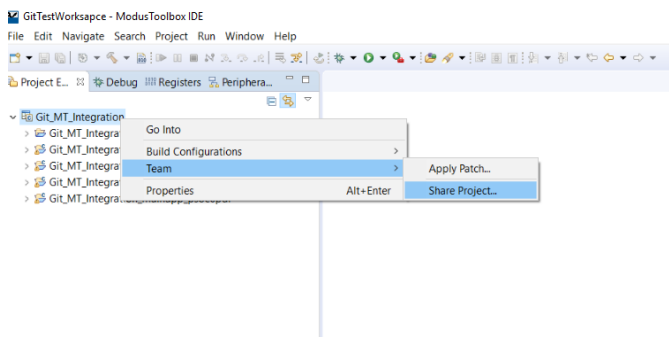 GitTestWorksapce - ModusToolbox IDE
File Edit Navigate Search Project Run Window Help
Project E... Debug Registers Periphera...
Git_MT_Integration
Git_MT_Integra
Git_MT_Integra
Git_MT_Integra
Git_MT_Integra
Git_MT_Integra
Go Into
Build Configurations
Team
Properties Alt+Enter
Apply Patch...
Share Project...